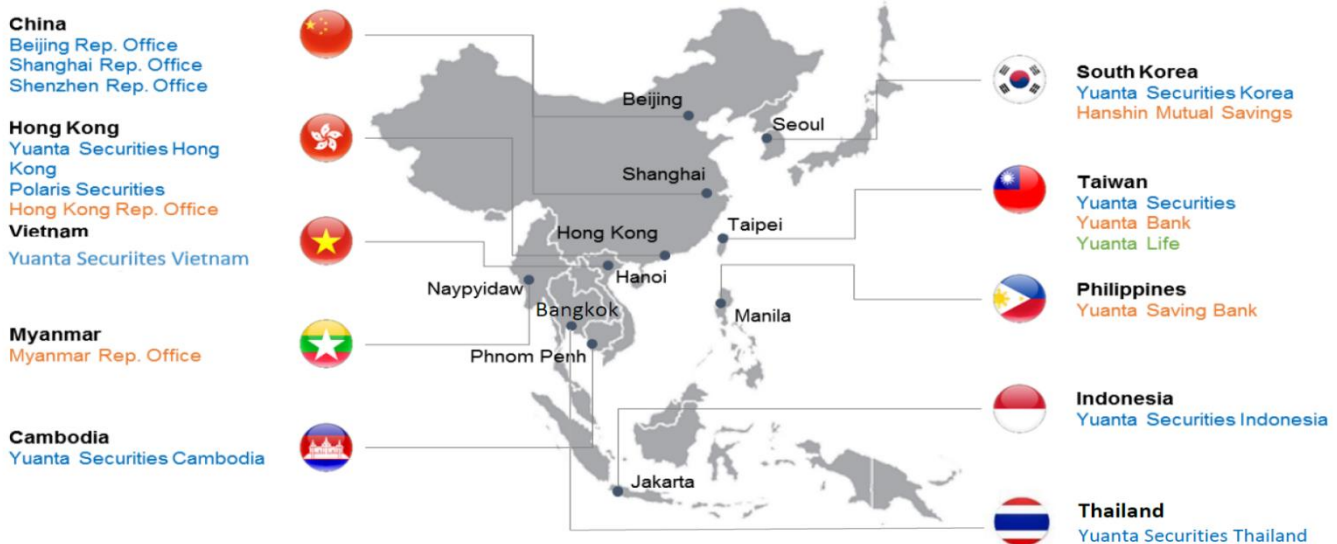 China
Beijing Rep. Office
Shanghai Rep. Office
Shenzhen Rep. Office
Hong Kong
Yuanta Securities Hong
Kong
Polaris Securities
Hong Kong Rep. Office
Vietnam
Yuanta Securiites Vietnam
Myanmar
Myanmar Rep. Office
Cambodia
Yuanta Securities Cambodia
Beijing
Seoul
Shanghai
Taipei
Hong Kong
Hanoi
Naypyidaw
Bangkok
Manila
Phnom Penh
Jakarta
South Korea
Yuanta Securities Korea
Hanshin Mutual Savings
Taiwan
Yuanta Securities
Yuanta Bank
Yuanta Life
Philippines
Yuanta Saving Bank
Indonesia
Yuanta Securities Indonesia
Thailand
Yuanta Securities Thailand